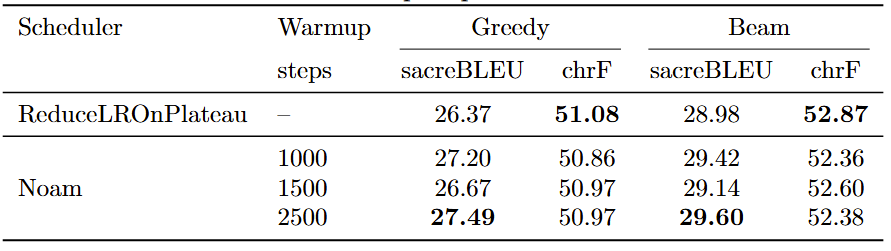 Scheduler Warmup steps Greedy Beam
sacreBLEU chrF sacreBLEU chrF
ReduceLROnPlateau – 26.37 51.08 28.98 52.87
1000 27.20 50.86 29.42 52.36
Noam 1500 26.67 50.97 29.14 52.60
2500 27.49 50.97 29.60 52.38